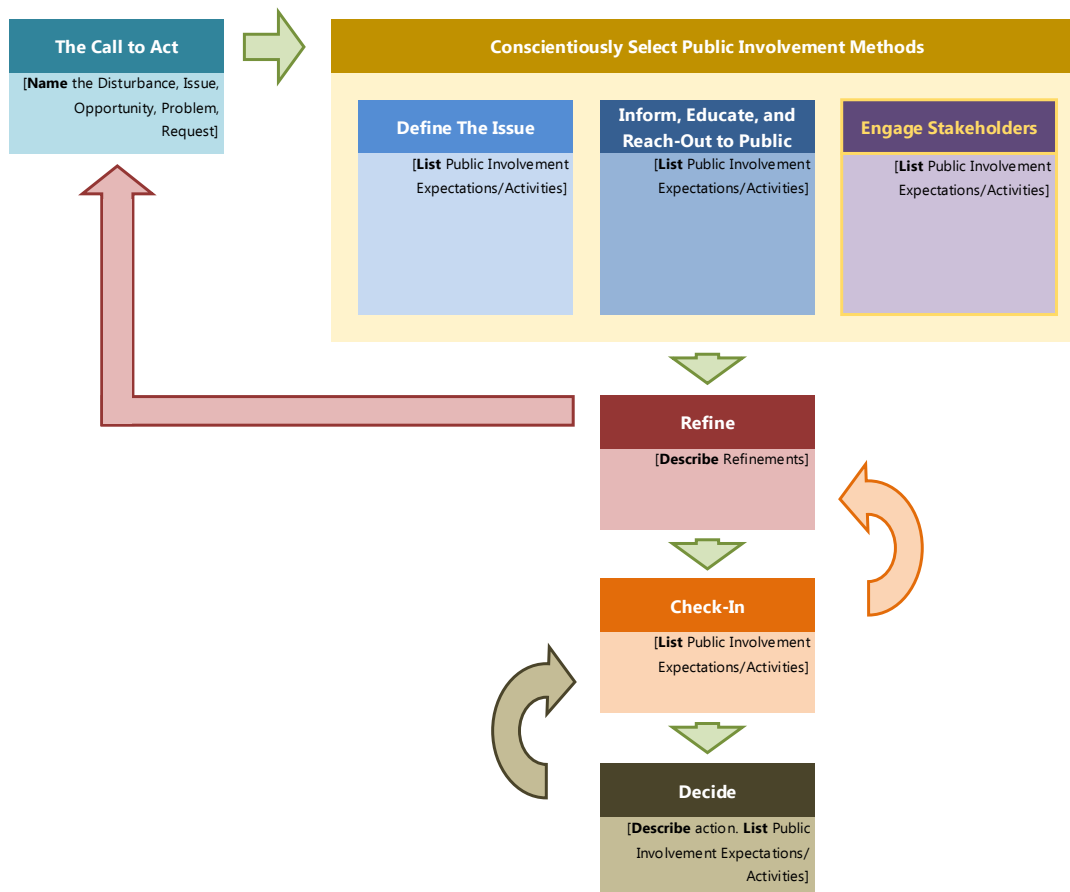 The Call to Act
[Name the Disturbance, Issue,
Opportunity, Problem,
Request]
Conscientiously Select Public Involvement Methods
Define The Issue
[List Public Involvement
Expectations/Activities]
Inform, Educate, and
Reach-Out to Public
[List Public Involvement
Expectations/Activities]
Engage Stakeholders
[List Public Involvement
Expectations/Activities]
Refine
[Describe Refinements]
Check-In
[List Public Involvement
Expectations/Activities]
Decide
[Describe action. List Public
Involvement Expectations/
Activities]